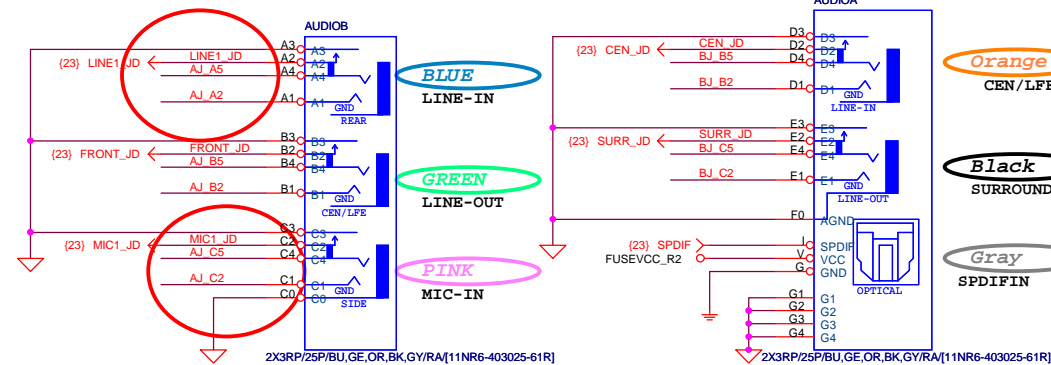 AUDIOB
A3
A3
{23} LINE1_JD
LINE1_JD
A2
A2
AJ_A5
A4
A4
AJ_A2
A1
A1
GND
REAR
BLUE
LINE-IN
B3
B3
{23} FRONT_JD
FRONT_JD
B2
B2
AJ_B5
B4
B4
AJ_B2
B1
B1
GND
CEN/LFE
GREEN
LINE-OUT
C3
C3
{23} MIC1_JD
MIC1_JD
C2
C2
AJ_C5
C4
C4
AJ_C2
C1
C1
GND
C0
C0
SIDE
PINK
MIC-IN
2X3RP/25P/BU,GE,OR,BK,GY/RA/[11NR6-403025-61R]
AUDIOA
D3
D3
{23} CEN_JD
CEN_JD
D2
D2
BJ_B5
D4
D4
BJ_B2
D1
D1
GND
LINE-IN
Orange
CEN/LFE
E3
E3
{23} SURR_JD
SURR_JD
E2
E2
BJ_C5
E4
E4
BJ_C2
E1
E1
GND
LINE-OUT
Black
SURROUND
F0
AGND
{23} SPDIF
I
SPDIF
FUSEVCC_R2
V
VCC
G
GND
OPTICAL
Gray
SPDIFIN
G1
G1
G2
G2
G3
G3
G4
G4
2X3RP/25P/BU,GE,OR,BK,GY/RA/[11NR6-403025-61R]